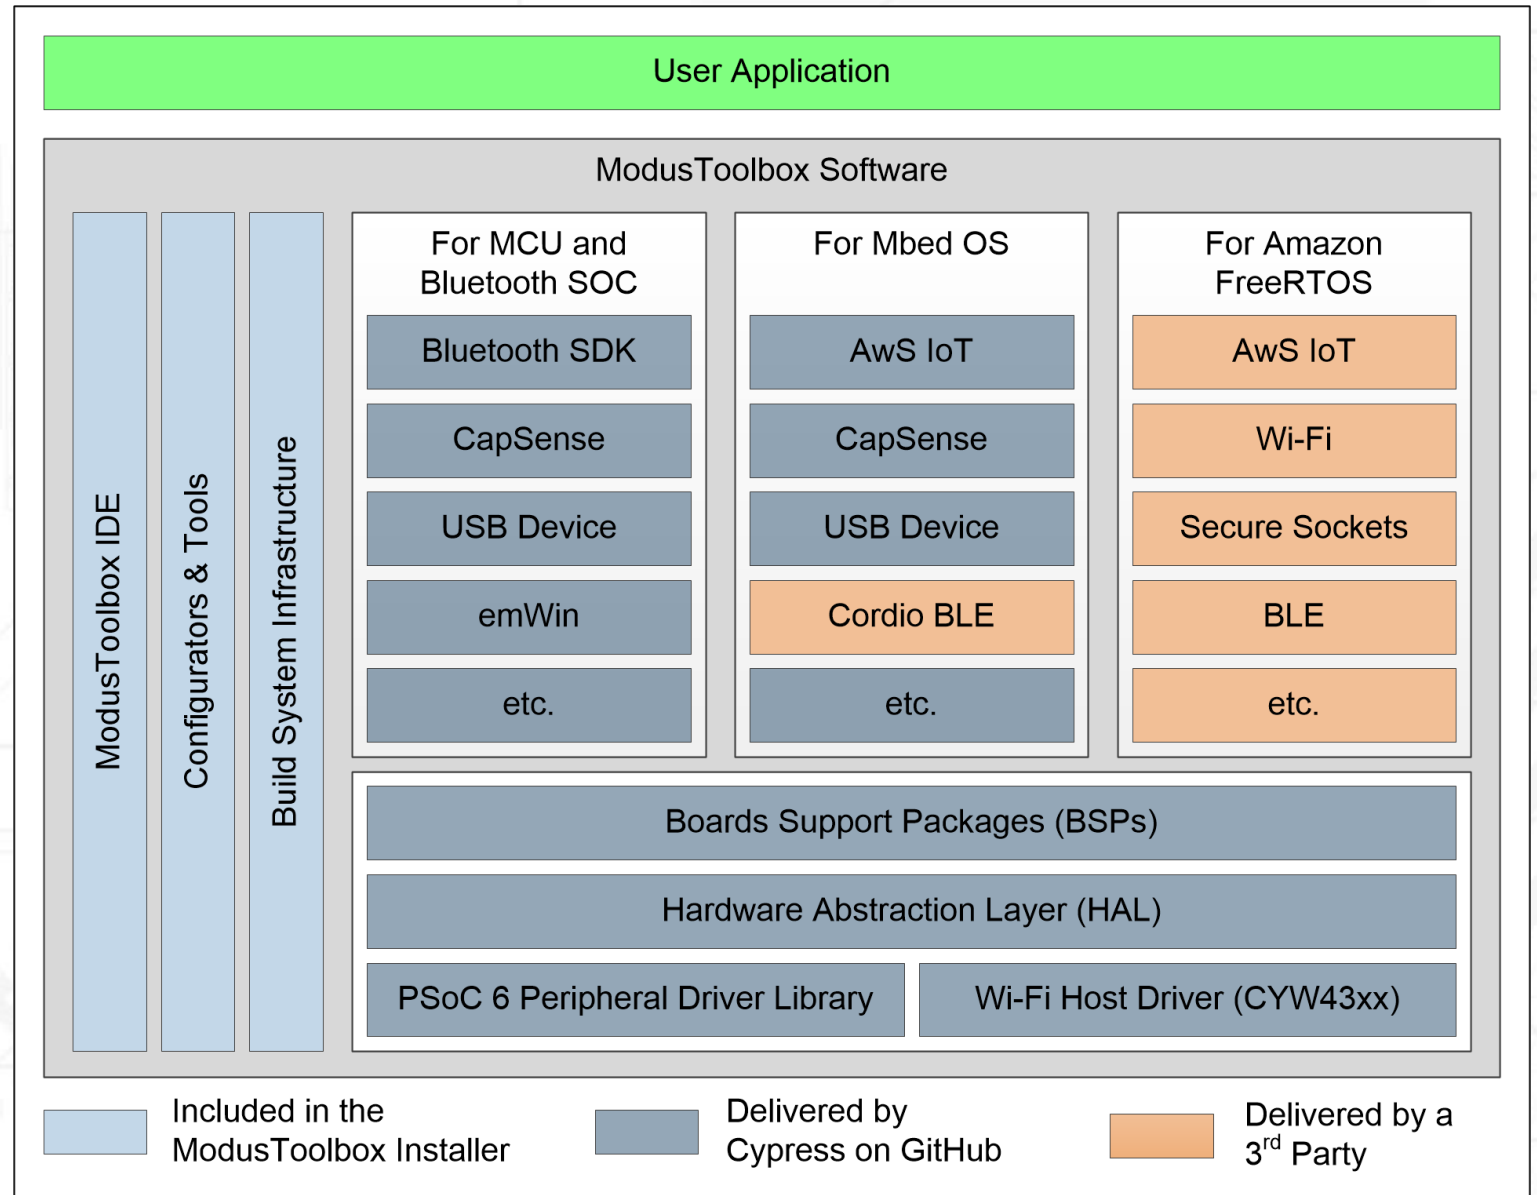 User Application
ModusToolbox Software
ModusToolbox IDE
Configurators & Tools
Build System Infrastructure
For MCU and
Bluetooth SOC
Bluetooth SDK
CapSense
USB Device
emWin
etc.
For Mbed OS
AwS IoT
CapSense
USB Device
Cordio BLE
etc.
For Amazon
FreeRTOS
AwS IoT
Wi-Fi
Secure Sockets
BLE
etc.
Boards Support Packages (BSPs)
Hardware Abstraction Layer (HAL)
PSoC 6 Peripheral Driver Library
Wi-Fi Host Driver (CYW43xx)
Included in the
ModusToolbox Installer
Delivered by
Cypress on GitHub
Delivered by a
3rd Party